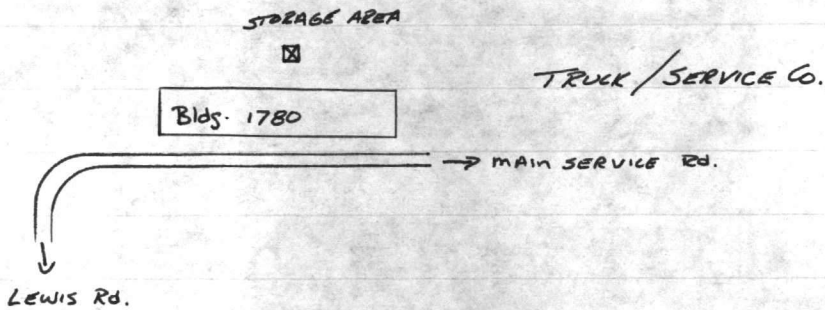 STORAGE AREA
TRUCK / SERVICE Co.
Bldg. 1780
MAIN SERVICE Rd.
LEWIS Rd.